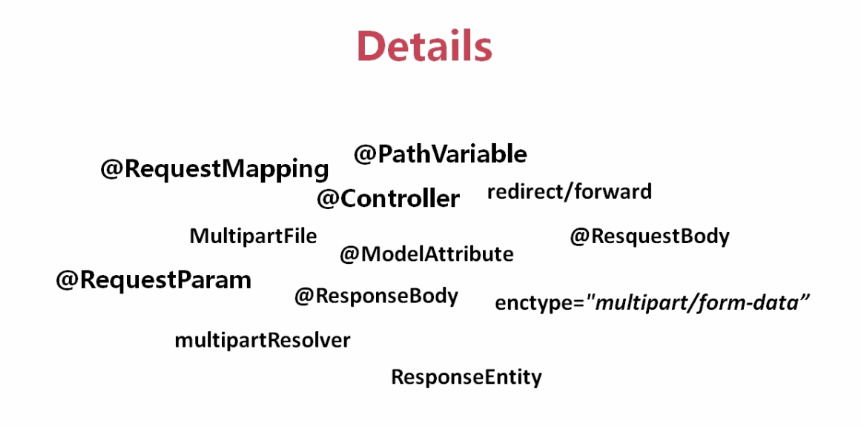 Details
@PathVariable
@RequestMapping
@Controller
redirect/forward
MultipartFile
@ResquestBody
@ModelAttribute
@RequestParam
@ResponseBody
enctype="multipart/form-data”
multipartResolver
ResponseEntity